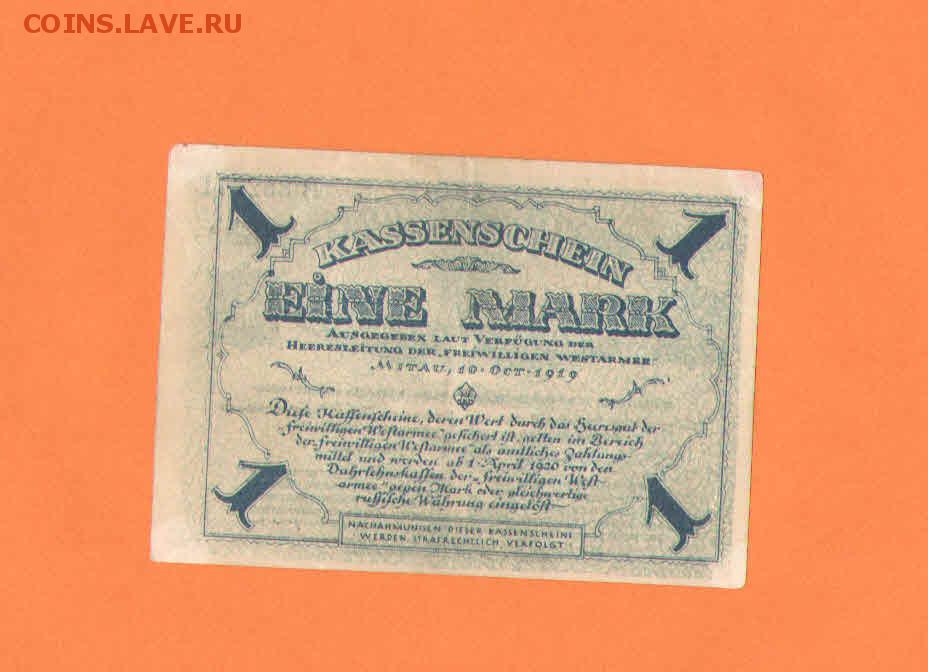 COINS.LAVE.RU
1 1
KASSENSCHEIN
EINE MARK
AUSGEGEBEN LAUT VERFÜGUNG DER
HEERESLEITUNG DER „FREIWILLIGEN WESTARMEE“
MITAU, 10·OCT·1919
Diese Kassenscheine, deren Wert durch das Heeresgut der
„freiwilligen Westarmee“ gesichert ist, gelten im Bereich
der „freiwilligen Westarmee“ als amtliches Zahlungs-
mittel und werden ab 1·April 1920 von den
Darlehnskassen der „freiwilligen West-
armee“ gegen Mark oder gleichwertige
russische Währung eingelöst
1 1
NACHAHMUNGEN DIESER KASSENSCHEINE
WERDEN STRAFRECHTLICH VERFOLGT